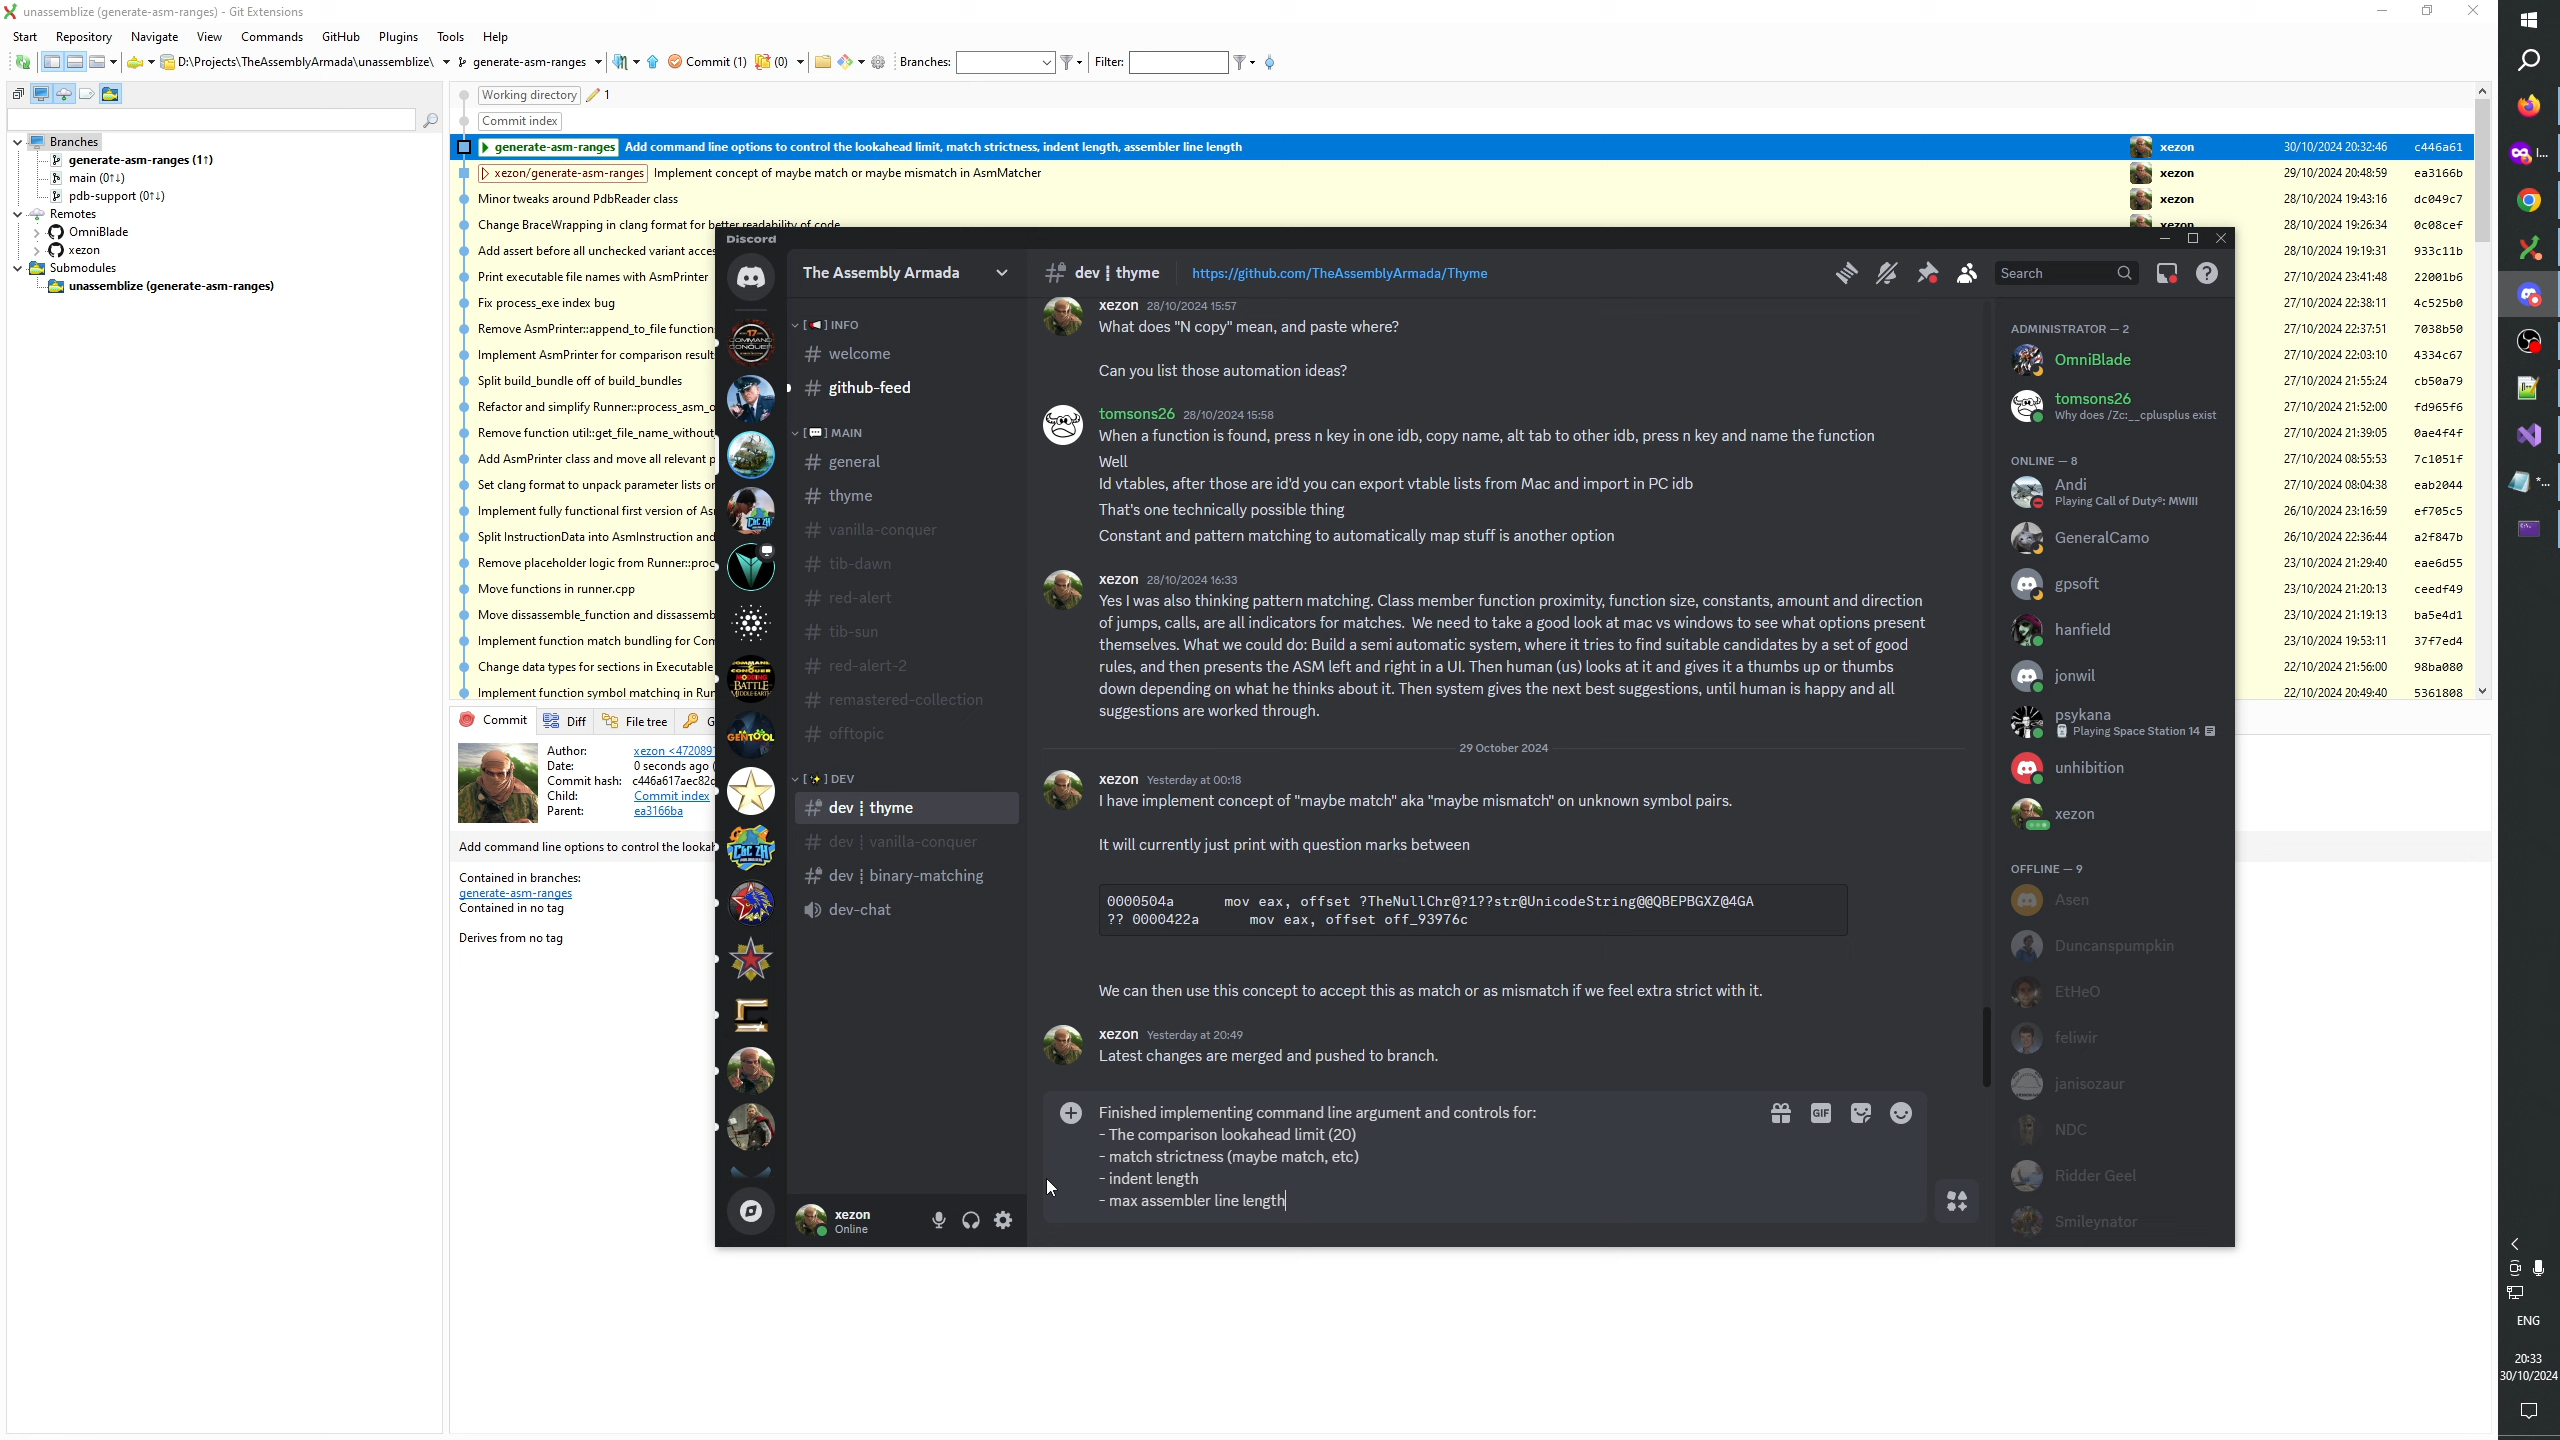 unassemblize (generate-asm-ranges) - Git Extensions
Start Repository Navigate View Commands GitHub Plugins Tools Help
D:\Projects\TheAssemblyArmada\unassemblize\ generate-asm-ranges Commit (1) (0) Branches: Filter:
Branches
generate-asm-ranges (1↑)
main (0↑↓)
pdb-support (0↑↓)
Remotes
OmniBlade
xezon
Submodules
unassemblize (generate-asm-ranges)
Working directory 1
Commit index
generate-asm-ranges Add command line options to control the lookahead limit, match strictness, indent length, assembler line length xezon 30/10/2024 20:32:46 c446a61
xezon/generate-asm-ranges Implement concept of maybe match or maybe mismatch in AsmMatcher xezon 29/10/2024 20:48:59 ea3166b
Minor tweaks around PdbReader class xezon 28/10/2024 19:43:16 dc049c7
Change BraceWrapping in clang format for better readability of code xezon 28/10/2024 19:26:34 0c08cef
Add assert before all unchecked variant acces 28/10/2024 19:19:31 933c11b
Print executable file names with AsmPrinter 27/10/2024 23:41:48 22001b6
Fix process_exe index bug 27/10/2024 22:38:11 4c525b0
Remove AsmPrinter::append_to_file function 27/10/2024 22:37:51 7038b50
Implement AsmPrinter for comparison result 27/10/2024 22:03:10 4334c67
Split build_bundle off of build_bundles 27/10/2024 21:55:24 cb50a79
Refactor and simplify Runner::process_asm_o 27/10/2024 21:52:00 fd965f6
Remove function util::get_file_name_without 27/10/2024 21:39:05 0ae4f4f
Add AsmPrinter class and move all relevant p 27/10/2024 08:55:53 7c1051f
Set clang format to unpack parameter lists or 27/10/2024 08:04:38 eab2044
Implement fully functional first version of As 26/10/2024 23:16:59 ef705c5
Split InstructionData into AsmInstruction and 26/10/2024 22:36:44 a2f847b
Remove placeholder logic from Runner::proc 23/10/2024 21:29:40 eae6d55
Move functions in runner.cpp 23/10/2024 21:20:13 ceedf49
Move disassemble_function and disassemb 23/10/2024 21:19:13 ba5e4d1
Implement function match bundling for Com 23/10/2024 19:53:11 37f7ed4
Change data types for sections in Executable 22/10/2024 21:56:00 98ba080
Implement function symbol matching in Run 22/10/2024 20:49:40 5361808
Commit Diff File tree G
Author: xezon <4720891
Date: 0 seconds ago (
Commit hash: c446a617aec82c
Child: Commit index
Parent: ea3166ba
Add command line options to control the lookah
Contained in branches:
generate-asm-ranges
Contained in no tag
Derives from no tag
Discord
The Assembly Armada
[ ] INFO
# welcome
# github-feed
[ ] MAIN
# general
# thyme
# vanilla-conquer
# tib-dawn
# red-alert
# tib-sun
# red-alert-2
# remastered-collection
# offtopic
[ ] DEV
# dev ┊ thyme
# dev ┊ vanilla-conquer
# dev ┊ binary-matching
dev-chat
xezon
Online
# dev ┊ thyme https://github.com/TheAssemblyArmada/Thyme Search
xezon 28/10/2024 15:57
What does "N copy" mean, and paste where?
Can you list those automation ideas?
tomsons26 28/10/2024 15:58
When a function is found, press n key in one idb, copy name, alt tab to other idb, press n key and name the function
Well
Id vtables, after those are id'd you can export vtable lists from Mac and import in PC idb
That's one technically possible thing
Constant and pattern matching to automatically map stuff is another option
xezon 28/10/2024 16:33
Yes I was also thinking pattern matching. Class member function proximity, function size, constants, amount and direction
of jumps, calls, are all indicators for matches. We need to take a good look at mac vs windows to see what options present
themselves. What we could do: Build a semi automatic system, where it tries to find suitable candidates by a set of good
rules, and then presents the ASM left and right in a UI. Then human (us) looks at it and gives it a thumbs up or thumbs
down depending on what he thinks about it. Then system gives the next best suggestions, until human is happy and all
suggestions are worked through.
29 October 2024
xezon Yesterday at 00:18
I have implement concept of "maybe match" aka "maybe mismatch" on unknown symbol pairs.
It will currently just print with question marks between
0000504a mov eax, offset ?TheNullChr@?1??str@UnicodeString@@QBEPBGXZ@4GA
?? 0000422a mov eax, offset off_93976c
We can then use this concept to accept this as match or as mismatch if we feel extra strict with it.
xezon Yesterday at 20:49
Latest changes are merged and pushed to branch.
Finished implementing command line argument and controls for:
- The comparison lookahead limit (20)
- match strictness (maybe match, etc)
- indent length
- max assembler line length
GIF
ADMINISTRATOR — 2
OmniBlade
tomsons26
Why does /Zc:__cplusplus exist
ONLINE — 8
Andi
Playing Call of Duty®: MWIII
GeneralCamo
gpsoft
hanfield
jonwil
psykana
Playing Space Station 14
unhibition
xezon
OFFLINE — 9
Asen
Duncanspumpkin
EtHeO
feliwir
janisozaur
NDC
Ridder Geel
Smileynator
GENTOOL
ENG
20:33
30/10/2024